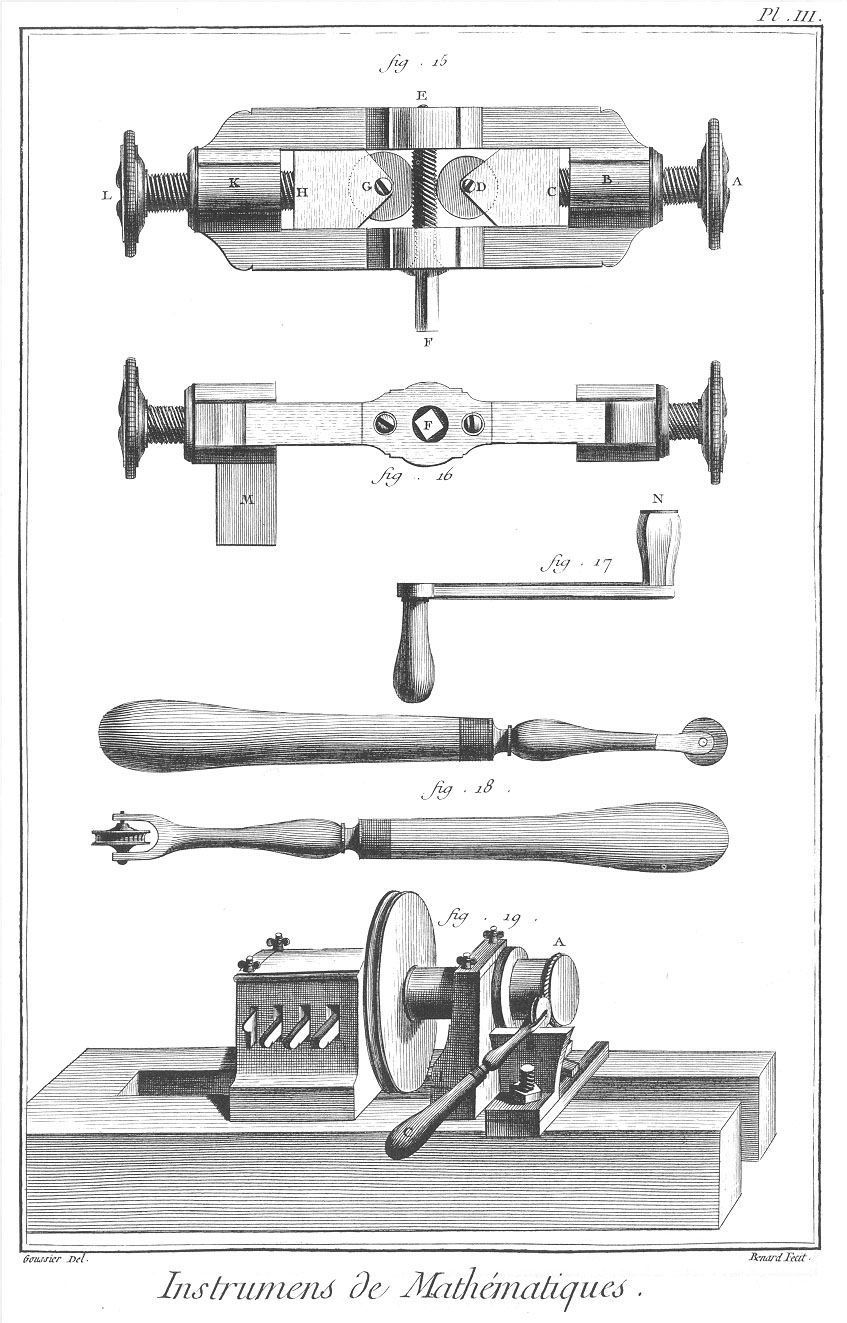 Pl. III.
fig. 15
E
L K H G D C B A
F
F
fig. 16
M
N
fig. 17
fig. 18.
fig. 19.
A
Goussier Del.
Benard Fecit.
Instrumens de Mathématiques.